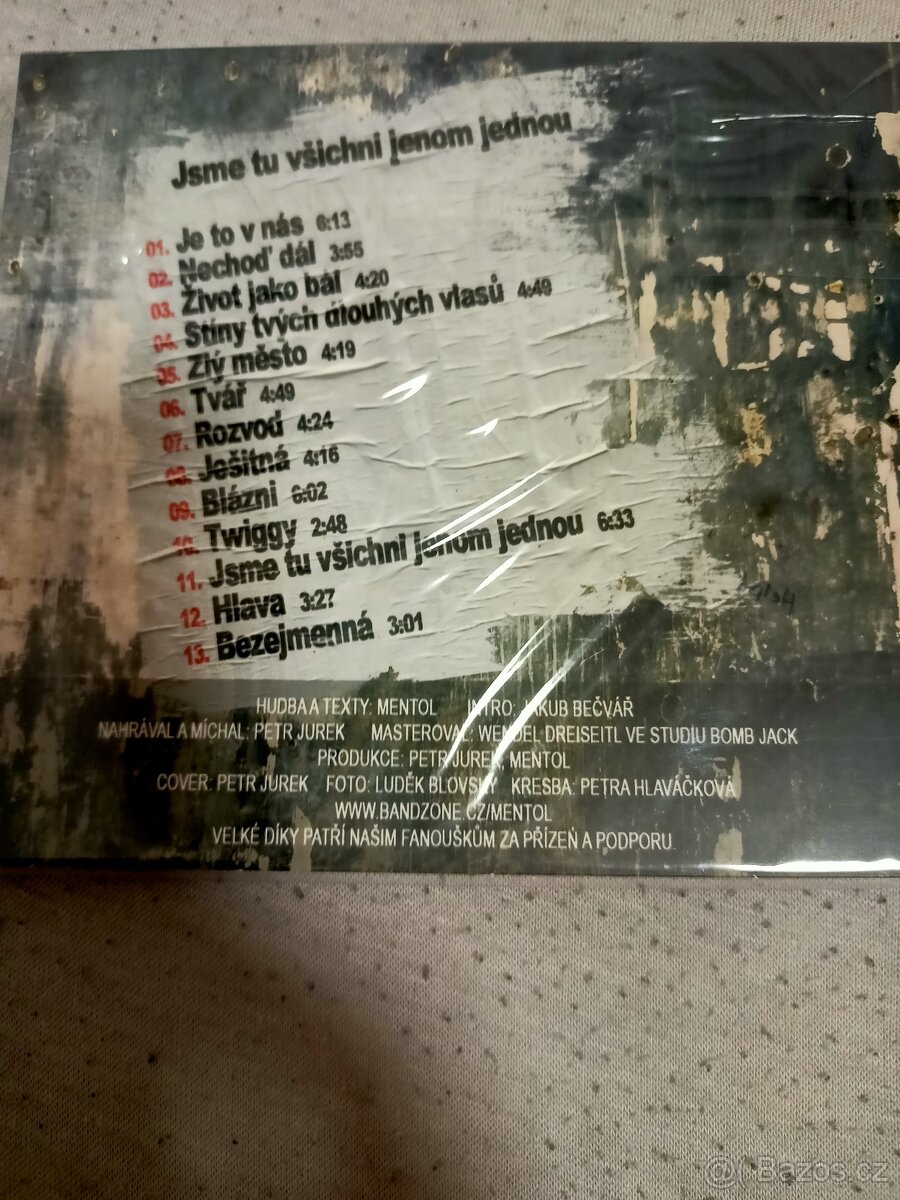 Jsme tu všichni jenom jednou
01. Je to v nás 6:13
02. Nechoď dál 3:55
03. Život jako bál 4:20
04. Stíny tvých dlouhých vlasů 4:49
05. Zlý město 4:19
06. Tvář 4:49
07. Rozvod 4:24
08. Ješitná 4:16
09. Blázni 6:02
10. Twiggy 2:48
11. Jsme tu všichni jenom jednou 6:33
12. Hlava 3:27
13. Bezejmenná 3:01
HUDBA A TEXTY: MENTOL INTRO: JAKUB BEČVÁŘ
NAHRÁVAL A MÍCHAL: PETR JUREK MASTEROVAL: WENDEL DREISEITL VE STUDIU BOMB JACK
PRODUKCE: PETR JUREK, MENTOL
COVER: PETR JUREK FOTO: LUDĚK BLOVSKÝ KRESBA: PETRA HLAVÁČKOVÁ
WWW.BANDZONE.CZ/MENTOL
VELKÉ DÍKY PATŘÍ NAŠIM FANOUŠKŮM ZA PŘÍZEŇ A PODPORU
Bazos.cz